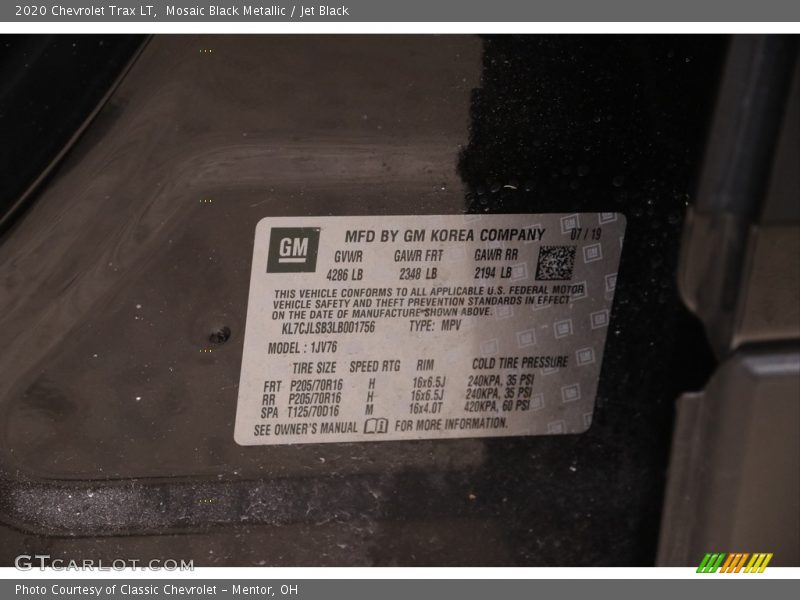 2020 Chevrolet Trax LT, Mosaic Black Metallic / Jet Black
GM
MFD BY GM KOREA COMPANY 07 / 19
GVWR GAWR FRT GAWR RR
4286 LB 2348 LB 2194 LB
THIS VEHICLE CONFORMS TO ALL APPLICABLE U.S. FEDERAL MOTOR
VEHICLE SAFETY AND THEFT PREVENTION STANDARDS IN EFFECT
ON THE DATE OF MANUFACTURE SHOWN ABOVE.
KL7CJLSB3LB001756 TYPE: MPV
MODEL : 1JV76
TIRE SIZE SPEED RTG RIM COLD TIRE PRESSURE
FRT P205/70R16 H 16x6.5J 240KPA, 35 PSI
RR P205/70R16 H 16x6.5J 240KPA, 35 PSI
SPA T125/70D16 M 16x4.0T 420KPA, 60 PSI
SEE OWNER'S MANUAL FOR MORE INFORMATION.
GTCARLOT.COM
Photo Courtesy of Classic Chevrolet - Mentor, OH